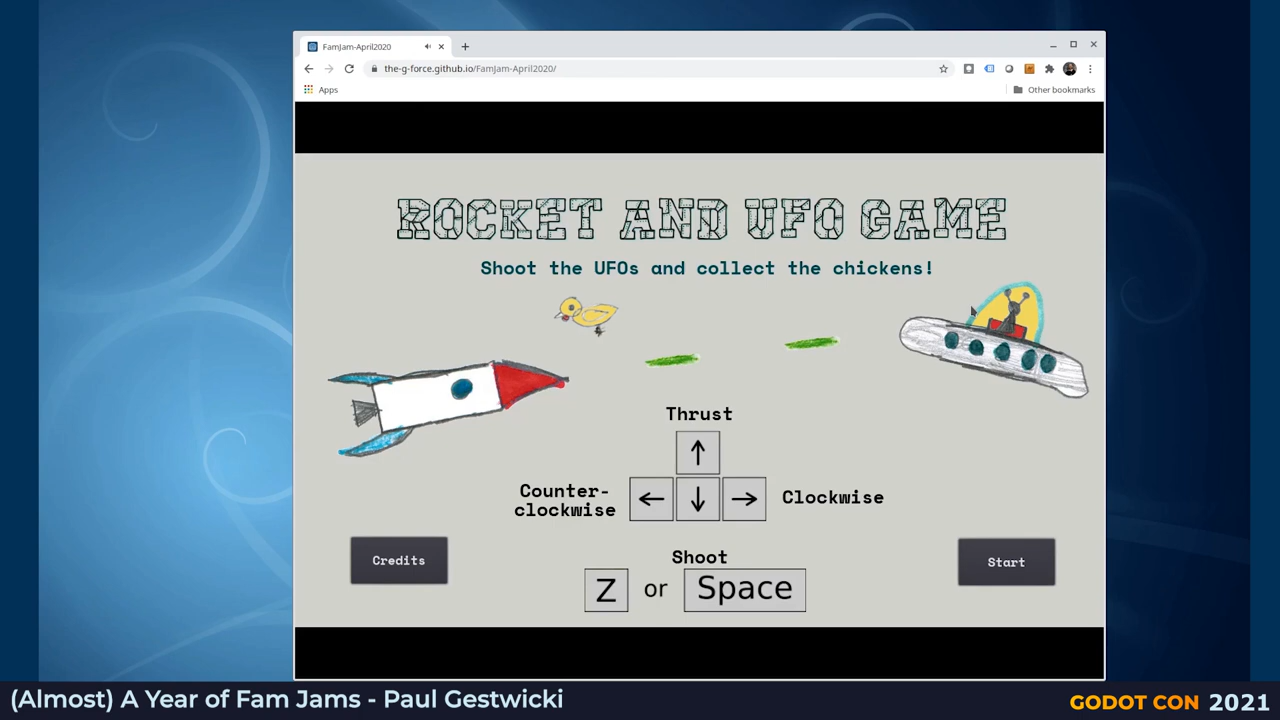 FamJam-April2020
the-g-force.github.io/FamJam-April2020/
Apps
Other bookmarks
ROCKET AND UFO GAME
Shoot the UFOs and collect the chickens!
Thrust
Counter-
clockwise
Clockwise
Credits
Start
Shoot
Z or Space
(Almost) A Year of Fam Jams - Paul Gestwicki
GODOT CON 2021